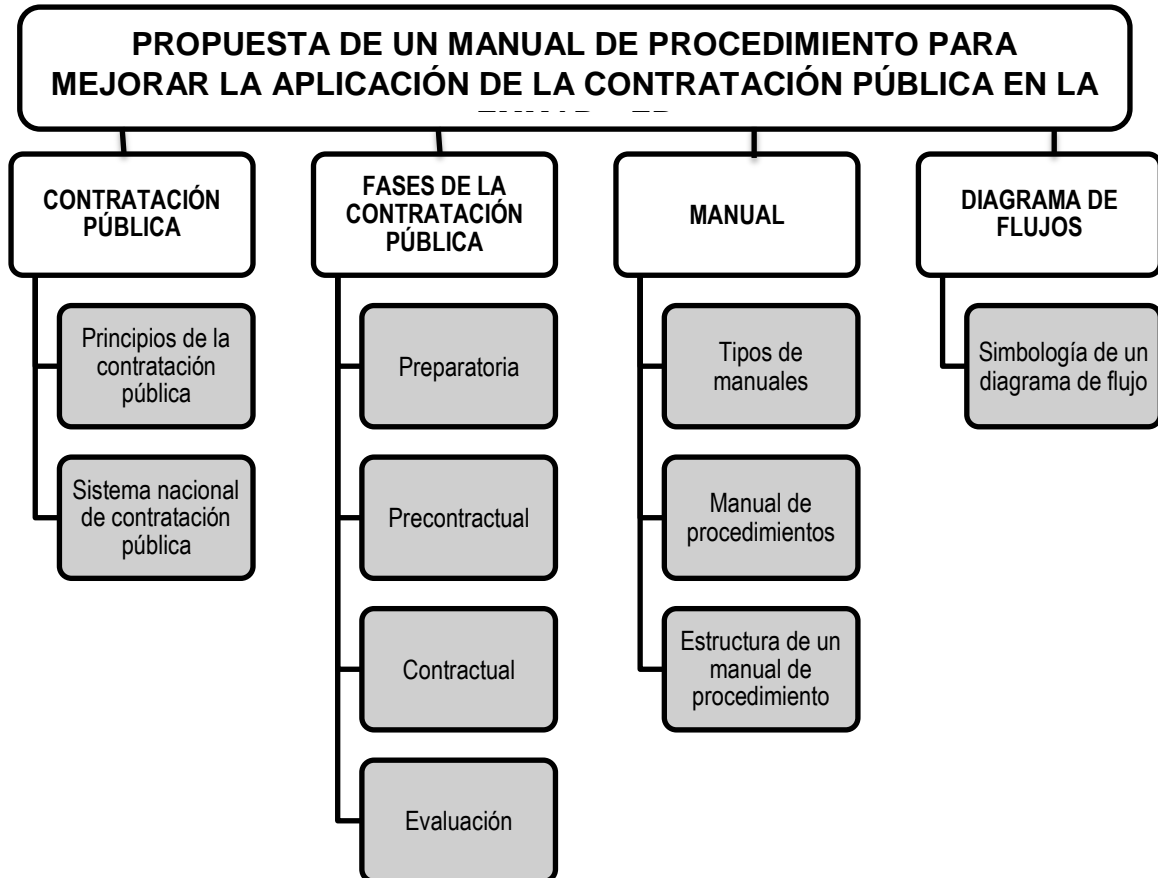 PROPUESTA DE UN MANUAL DE PROCEDIMIENTO PARA
MEJORAR LA APLICACIÓN DE LA CONTRATACIÓN PÚBLICA EN LA
CONTRATACIÓN
PÚBLICA
Principios de la
contratación
pública
Sistema nacional
de contratación
pública
FASES DE LA
CONTRATACIÓN
PÚBLICA
Preparatoria
Precontractual
Contractual
Evaluación
MANUAL
Tipos de
manuales
Manual de
procedimientos
Estructura de un
manual de
procedimiento
DIAGRAMA DE
FLUJOS
Simbología de un
diagrama de flujo